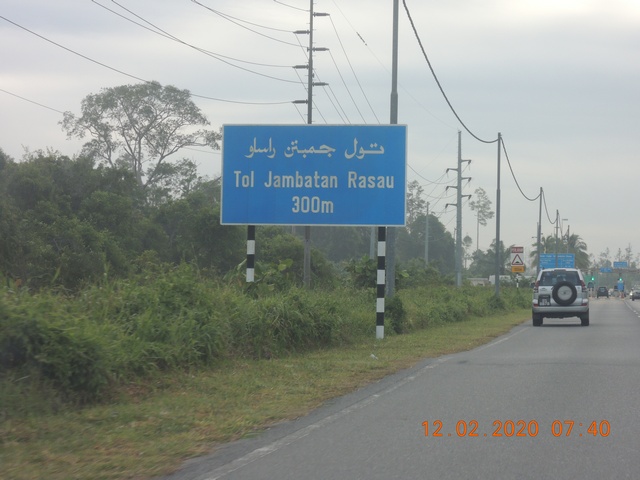 تول جمبتن راساو
Tol Jambatan Rasau
300m
12.02.2020 07:40